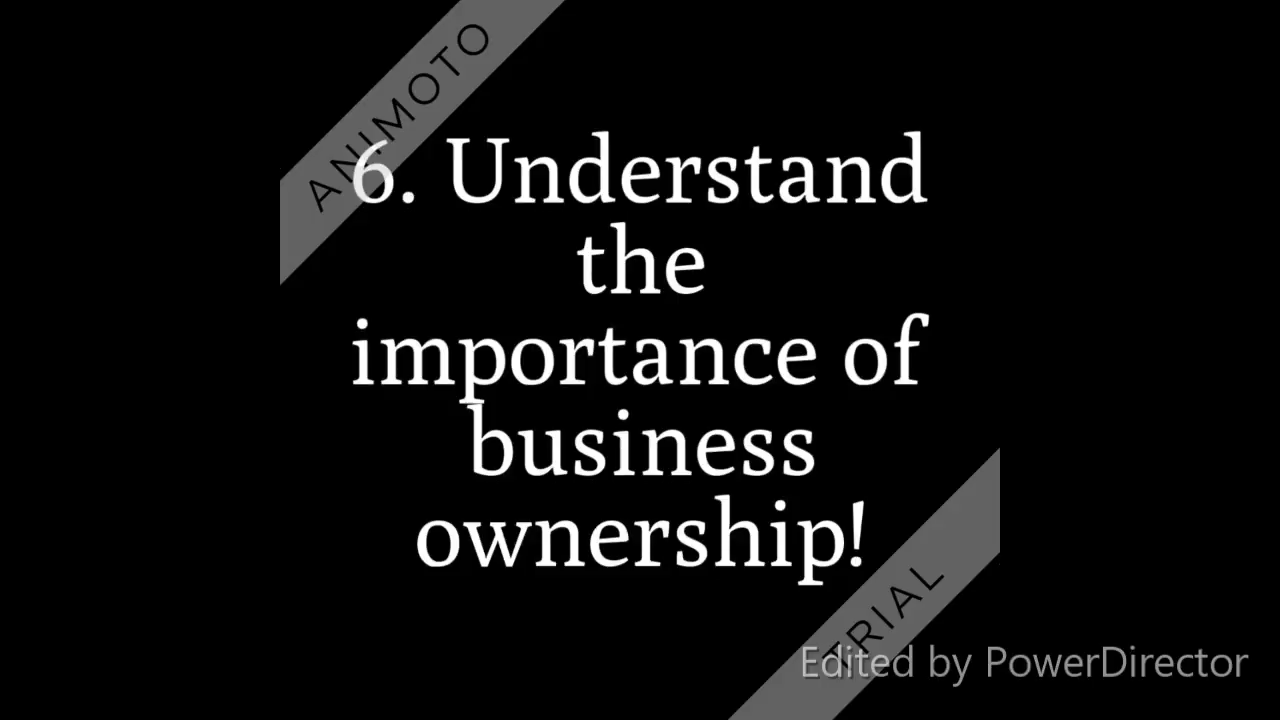 ANIMOTO
6. Understand
the
importance of
business
ownership!
TRIAL
Edited by PowerDirector